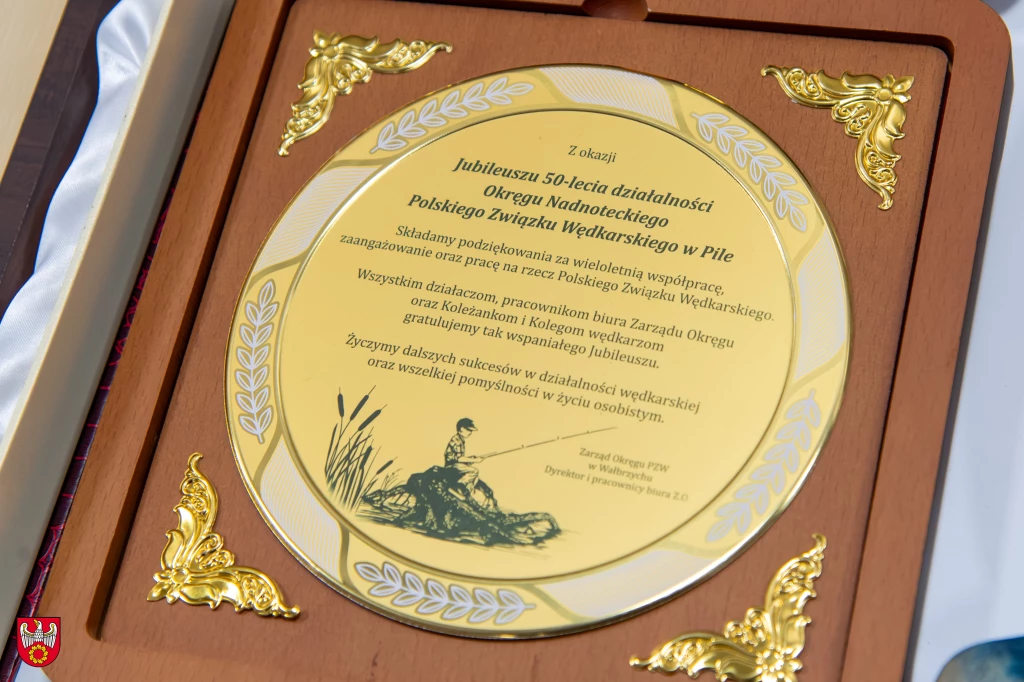 Z okazji
Jubileuszu 50-lecia działalności
Okręgu Nadnoteckiego
Polskiego Związku Wędkarskiego w Pile
Składamy podziękowania za wieloletnią współpracę,
zaangażowanie oraz pracę na rzecz Polskiego Związku Wędkarskiego.
Wszystkim działaczom, pracownikom biura Zarządu Okręgu
oraz Koleżankom i Kolegom wędkarzom
gratulujemy tak wspaniałego Jubileuszu.
Życzymy dalszych sukcesów w działalności wędkarskiej
oraz wszelkiej pomyślności w życiu osobistym.
Zarząd Okręgu PZW
w Wałbrzychu
Dyrektor i pracownicy biura Z.O